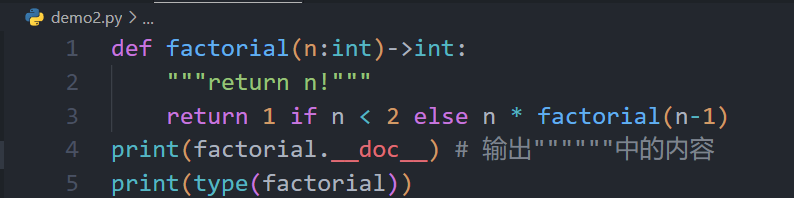 demo2.py > ...
1 def factorial(n:int)->int:
2     """return n!"""
3     return 1 if n < 2 else n * factorial(n-1)
4 print(factorial.__doc__) # 输出""""""中的内容
5 print(type(factorial))